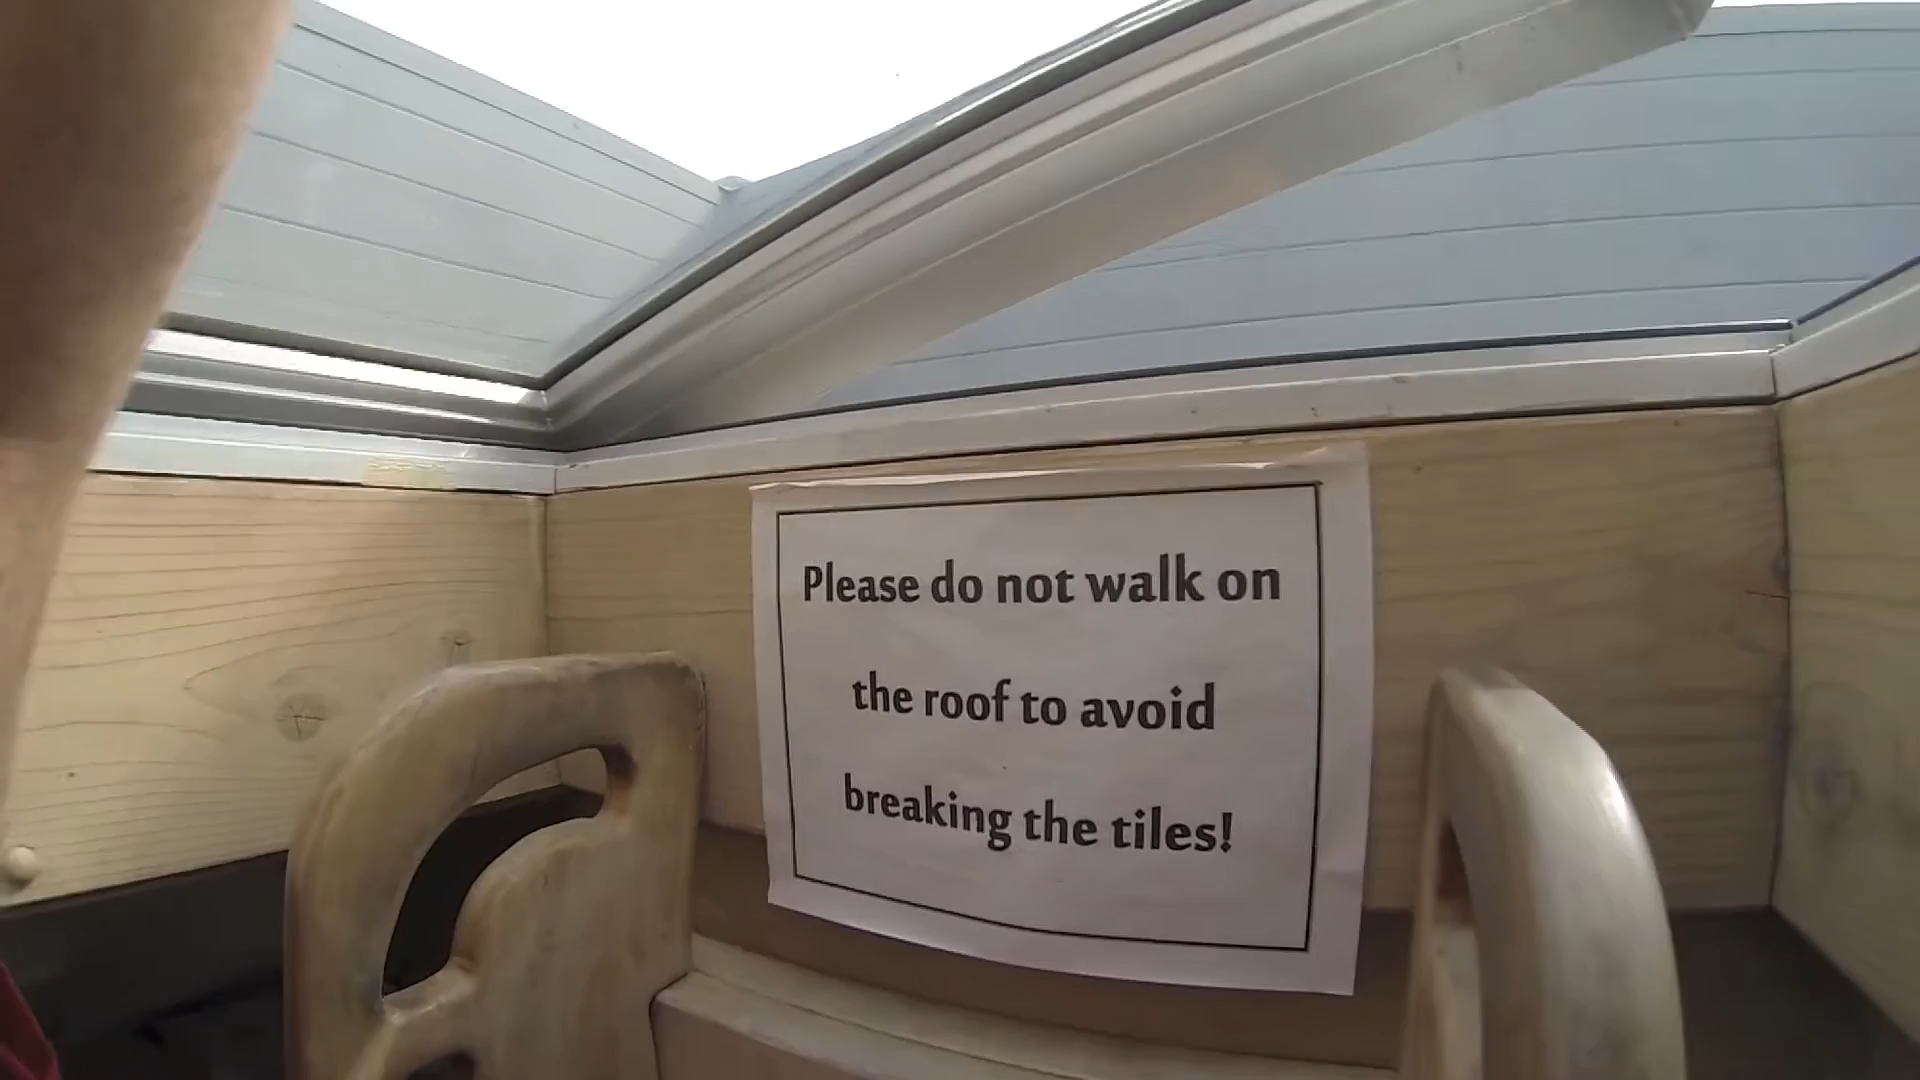 Please do not walk on
the roof to avoid
breaking the tiles!